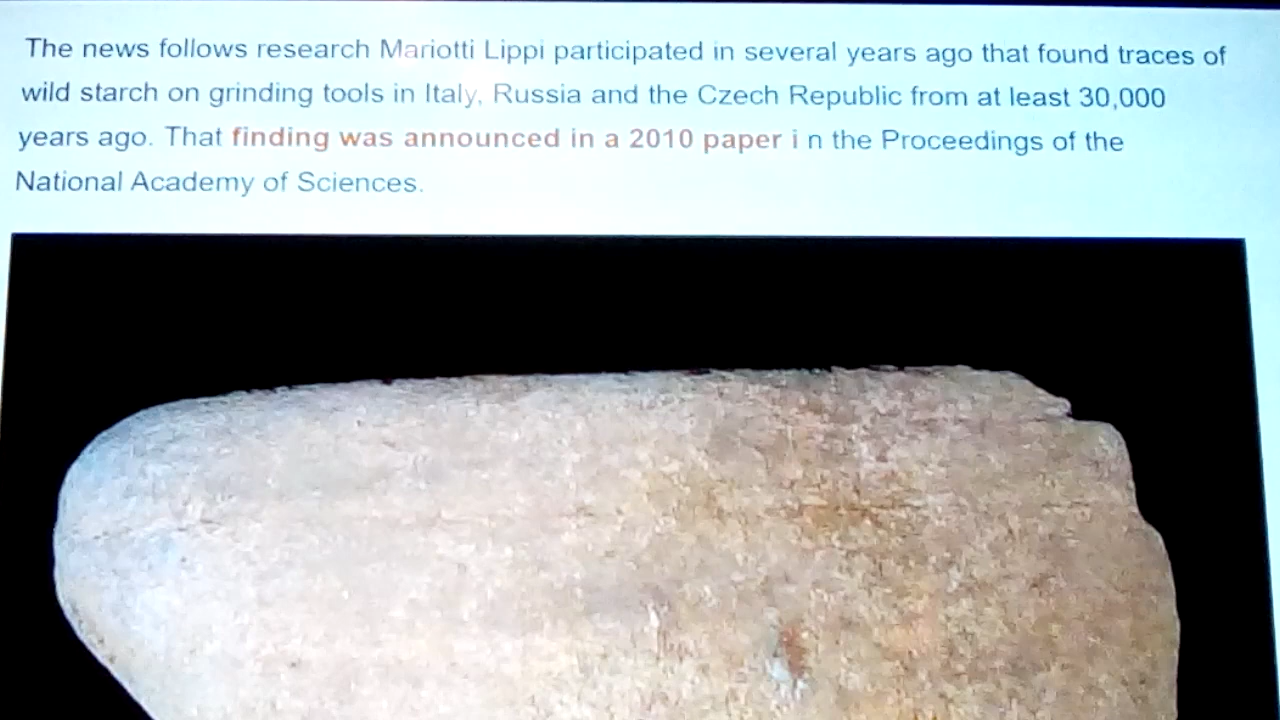 The news follows research Mariotti Lippi participated in several years ago that found traces of
wild starch on grinding tools in Italy, Russia and the Czech Republic from at least 30,000
years ago. That finding was announced in a 2010 paper i n the Proceedings of the
National Academy of Sciences.